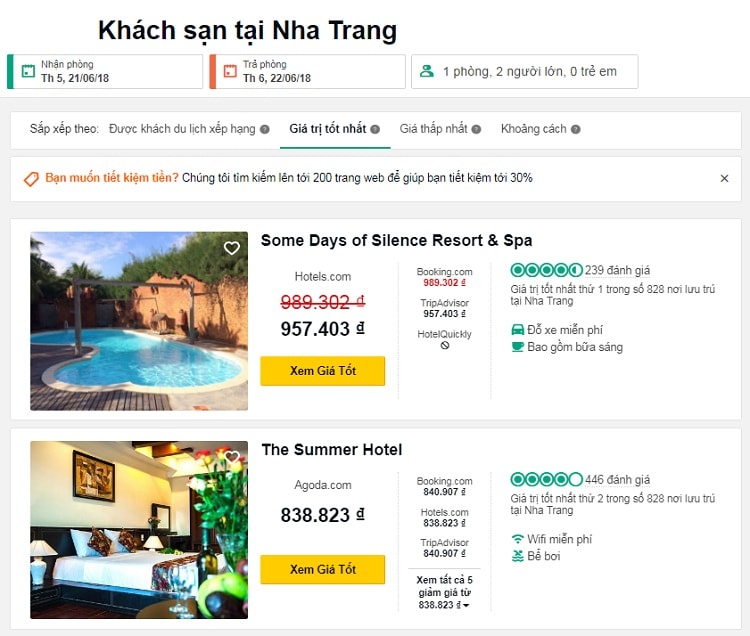 Khách sạn tại Nha Trang
Nhận phòng
Th 5, 21/06/18
Trả phòng
Th 6, 22/06/18
1 phòng, 2 người lớn, 0 trẻ em
Sắp xếp theo: Được khách du lịch xếp hạng Giá trị tốt nhất Giá thấp nhất Khoảng cách
Bạn muốn tiết kiệm tiền? Chúng tôi tìm kiếm lên tới 200 trang web để giúp bạn tiết kiệm tới 30%
Some Days of Silence Resort & Spa
Hotels.com
989.302 ₫
957.403 ₫
Xem Giá Tốt
Booking.com
989.302 ₫
TripAdvisor
957.403 ₫
HotelQuickly
239 đánh giá
Giá trị tốt nhất thứ 1 trong số 828 nơi lưu trú
tại Nha Trang
Đỗ xe miễn phí
Bao gồm bữa sáng
The Summer Hotel
Agoda.com
838.823 ₫
Xem Giá Tốt
Booking.com
840.907 ₫
Hotels.com
838.823 ₫
TripAdvisor
840.907 ₫
Xem tất cả 5
giảm giá từ
838.823 ₫
446 đánh giá
Giá trị tốt nhất thứ 2 trong số 828 nơi lưu trú
tại Nha Trang
Wifi miễn phí
Bể bơi